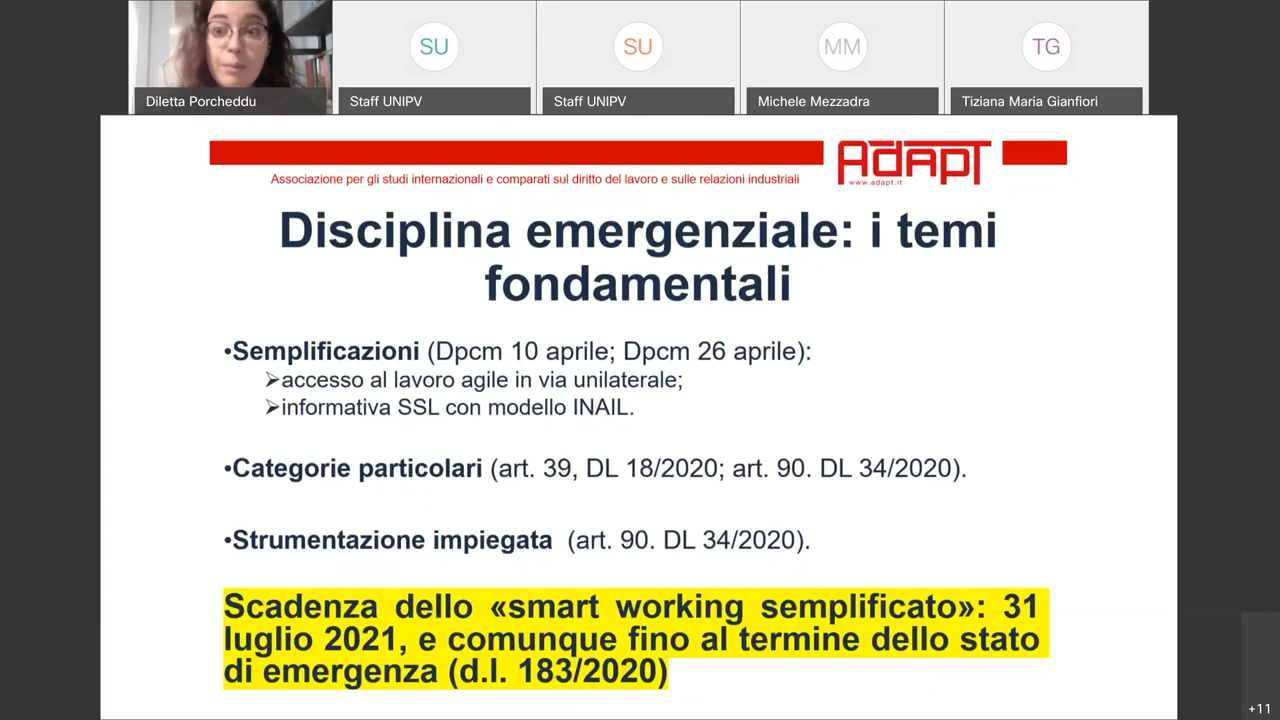 SU
SU
MM
TG
Diletta Porcheddu
Staff UNIPV
Staff UNIPV
Michele Mezzadra
Tiziana Maria Gianfiori
Adapt
www.adapt.it
Associazione per gli studi internazionali e comparati sul diritto del lavoro e sulle relazioni industriali
Disciplina emergenziale: i temi
fondamentali
•Semplificazioni (Dpcm 10 aprile; Dpcm 26 aprile):
➢accesso al lavoro agile in via unilaterale;
➢informativa SSL con modello INAIL.
•Categorie particolari (art. 39, DL 18/2020; art. 90. DL 34/2020).
•Strumentazione impiegata (art. 90. DL 34/2020).
Scadenza dello «smart working semplificato»: 31
luglio 2021, e comunque fino al termine dello stato
di emergenza (d.l. 183/2020)
+11